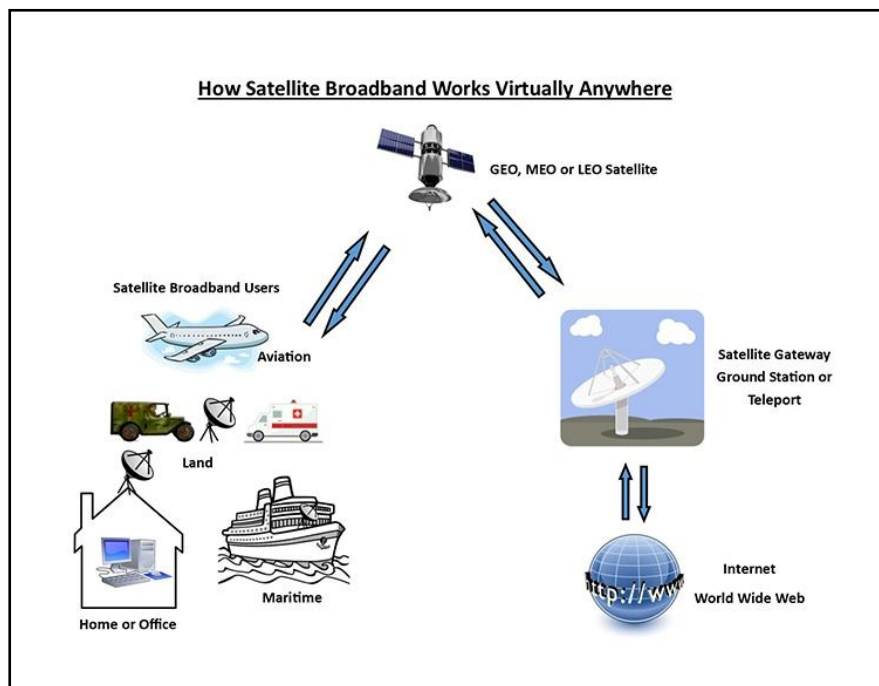 How Satellite Broadband Works Virtually Anywhere
GEO, MEO or LEO Satellite
Satellite Broadband Users
Aviation
Land
Home or Office
Maritime
Satellite Gateway
Ground Station or
Teleport
Internet
World Wide Web
http://www